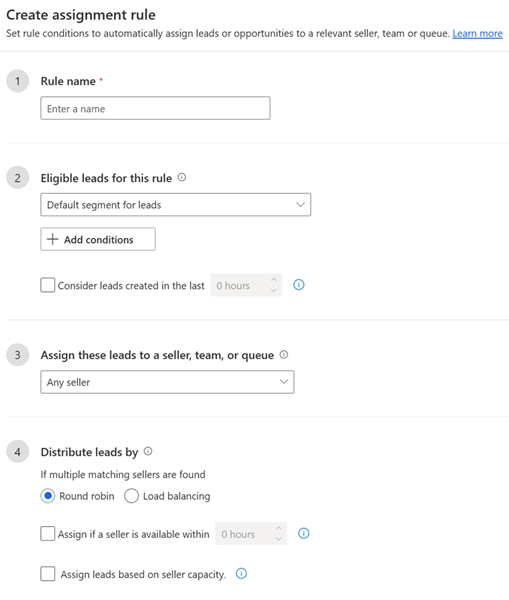 Create assignment rule
Set rule conditions to automatically assign leads or opportunities to a relevant seller, team or queue. Learn more
1 Rule name *
Enter a name
2 Eligible leads for this rule
Default segment for leads
+ Add conditions
Consider leads created in the last 0 hours
3 Assign these leads to a seller, team, or queue
Any seller
4 Distribute leads by
If multiple matching sellers are found
Round robin Load balancing
Assign if a seller is available within 0 hours
Assign leads based on seller capacity.